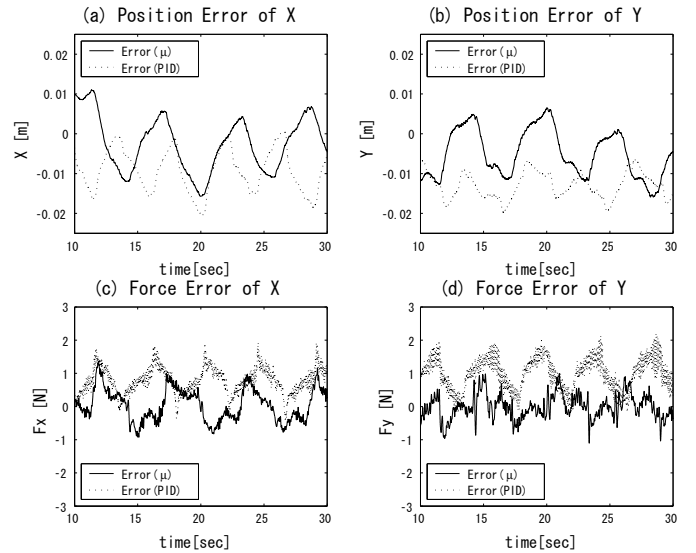 (a) Position Error of X
0.02
0.01
0
-0.01
-0.02
X [m]
Error(μ)
Error(PID)
10 15 20 25 30
time[sec]
(b) Position Error of Y
0.02
0.01
0
-0.01
-0.02
Y [m]
Error(μ)
Error(PID)
10 15 20 25 30
time[sec]
(c) Force Error of X
3
2
1
0
-1
-2
-3
Fx [N]
Error(μ)
Error(PID)
10 15 20 25 30
time[sec]
(d) Force Error of Y
3
2
1
0
-1
-2
-3
Fy [N]
Error(μ)
Error(PID)
10 15 20 25 30
time[sec]